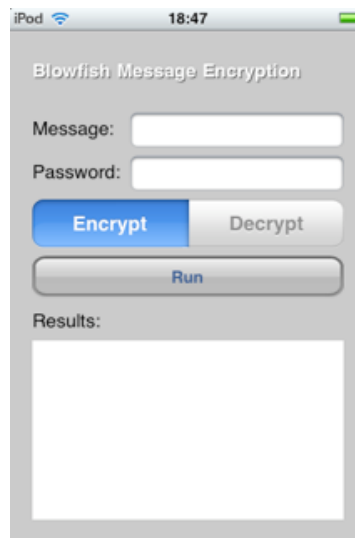 iPod 18:47
Blowfish Message Encryption
Message:
Password:
Encrypt Decrypt
Run
Results: